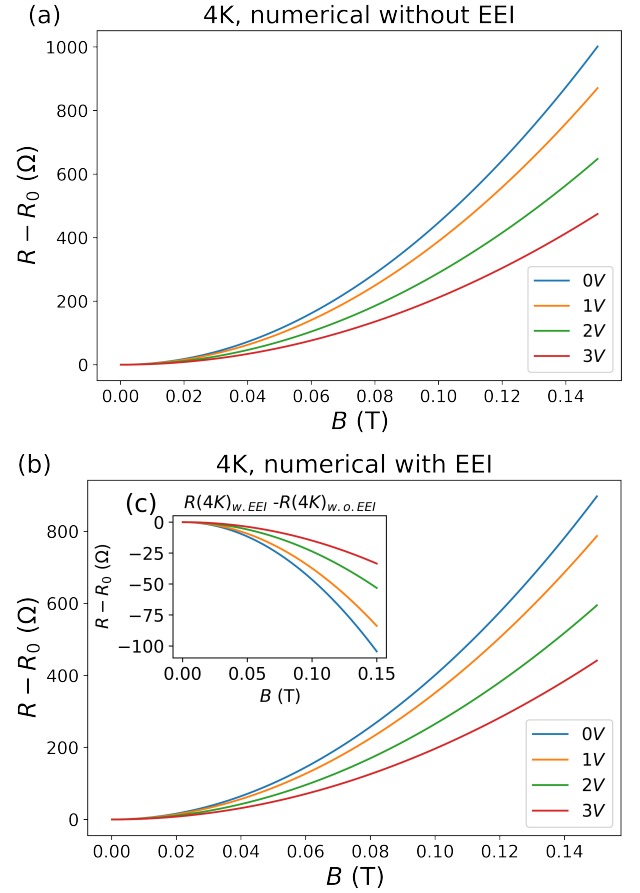 (a)
4K, numerical without EEI
R − R₀ (Ω)
1000
800
600
400
200
0
0V
1V
2V
3V
0.00 0.02 0.04 0.06 0.08 0.10 0.12 0.14
B (T)
(b)
4K, numerical with EEI
R − R₀ (Ω)
800
600
400
200
0
(c)
R(4K)w.EEI -R(4K)w.o.EEI
R − R₀ (Ω)
0
−25
−50
−75
−100
0.00 0.05 0.10 0.15
B (T)
0V
1V
2V
3V
0.00 0.02 0.04 0.06 0.08 0.10 0.12 0.14
B (T)